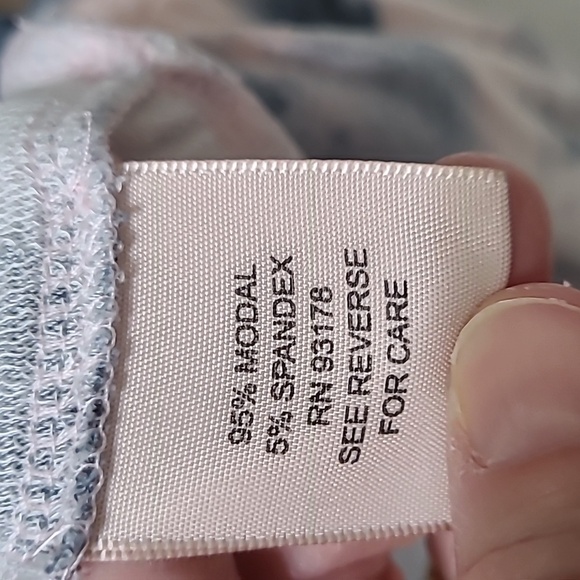 95% MODAL
5% SPANDEX
RN 93176
SEE REVERSE
FOR CARE